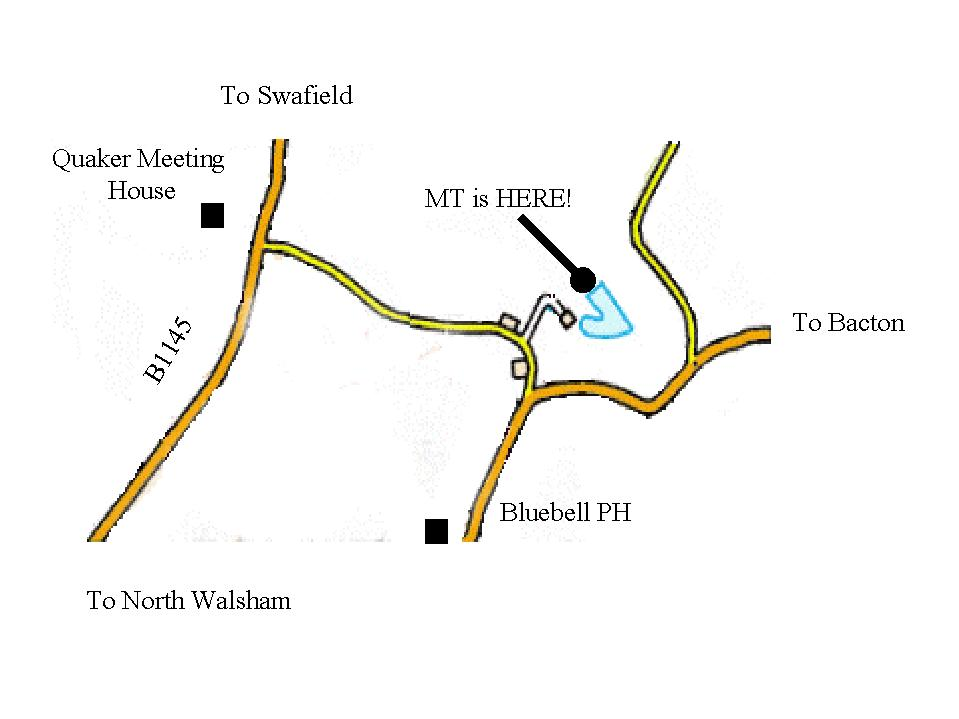 To Swafield
Quaker Meeting
House
MT is HERE!
To Bacton
B1145
Bluebell PH
To North Walsham